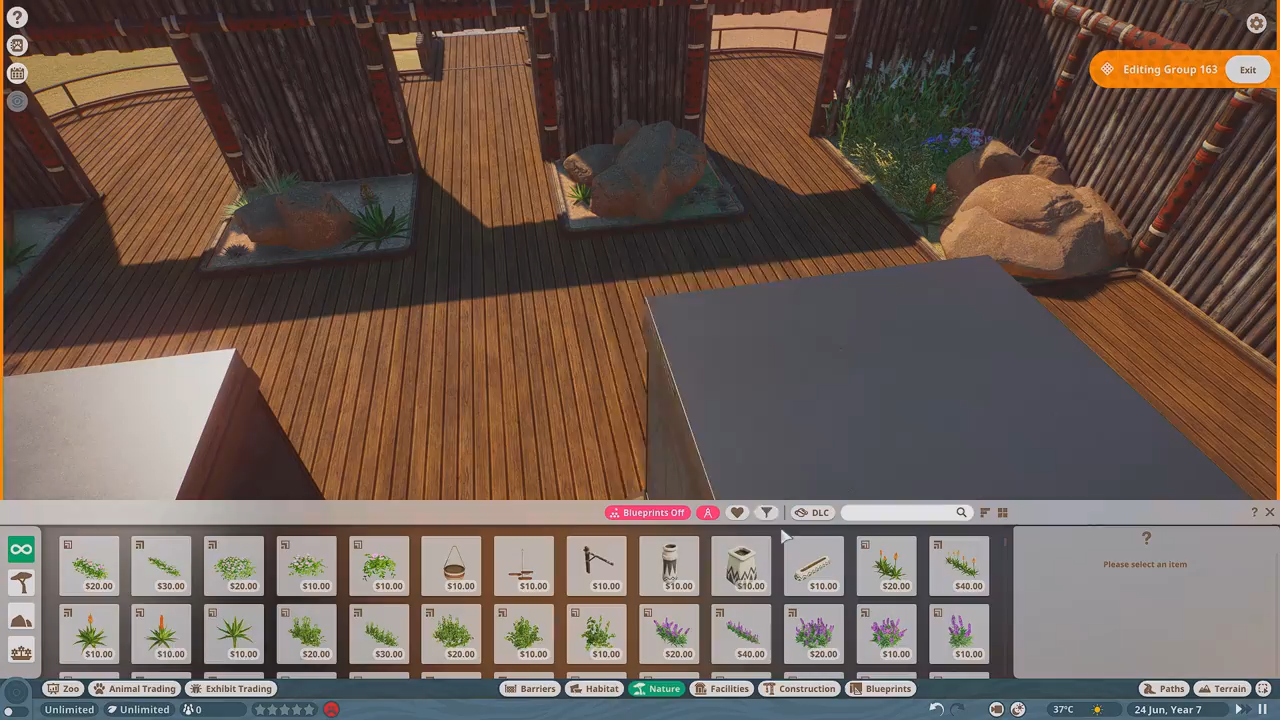 ?
Editing Group 163
Exit
Blueprints Off
DLC
?
$20.00
$30.00
$20.00
$10.00
$10.00
$10.00
$10.00
$10.00
$10.00
$10.00
$10.00
$20.00
$40.00
?
Please select an item
$10.00
$10.00
$10.00
$20.00
$30.00
$20.00
$10.00
$10.00
$20.00
$40.00
$20.00
$10.00
$10.00
Zoo
Animal Trading
Exhibit Trading
Barriers
Habitat
Nature
Facilities
Construction
Blueprints
Paths
Terrain
Unlimited
Unlimited
0
37°C
24 Jun, Year 7